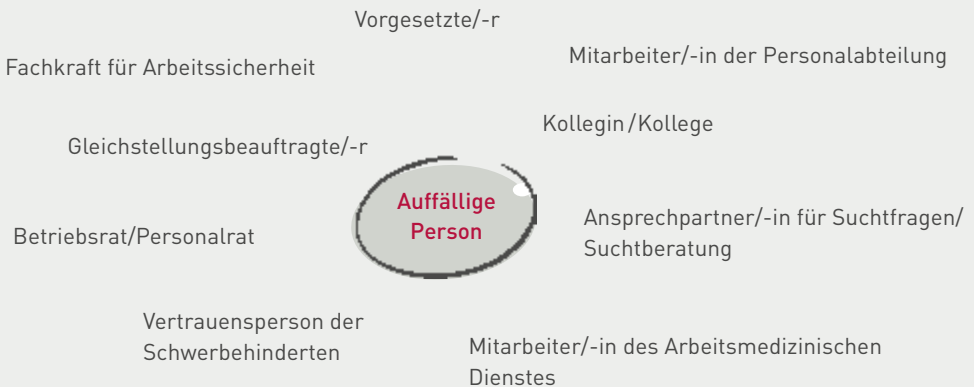 Vorgesetzte/-r
Mitarbeiter/-in der Personalabteilung
Fachkraft für Arbeitssicherheit
Kollegin/Kollege
Gleichstellungsbeauftragte/-r
Auffällige
Person
Ansprechpartner/-in für Suchtfragen/
Suchtberatung
Betriebsrat/Personalrat
Vertrauensperson der
Schwerbehinderten
Mitarbeiter/-in des Arbeitsmedizinischen
Dienstes